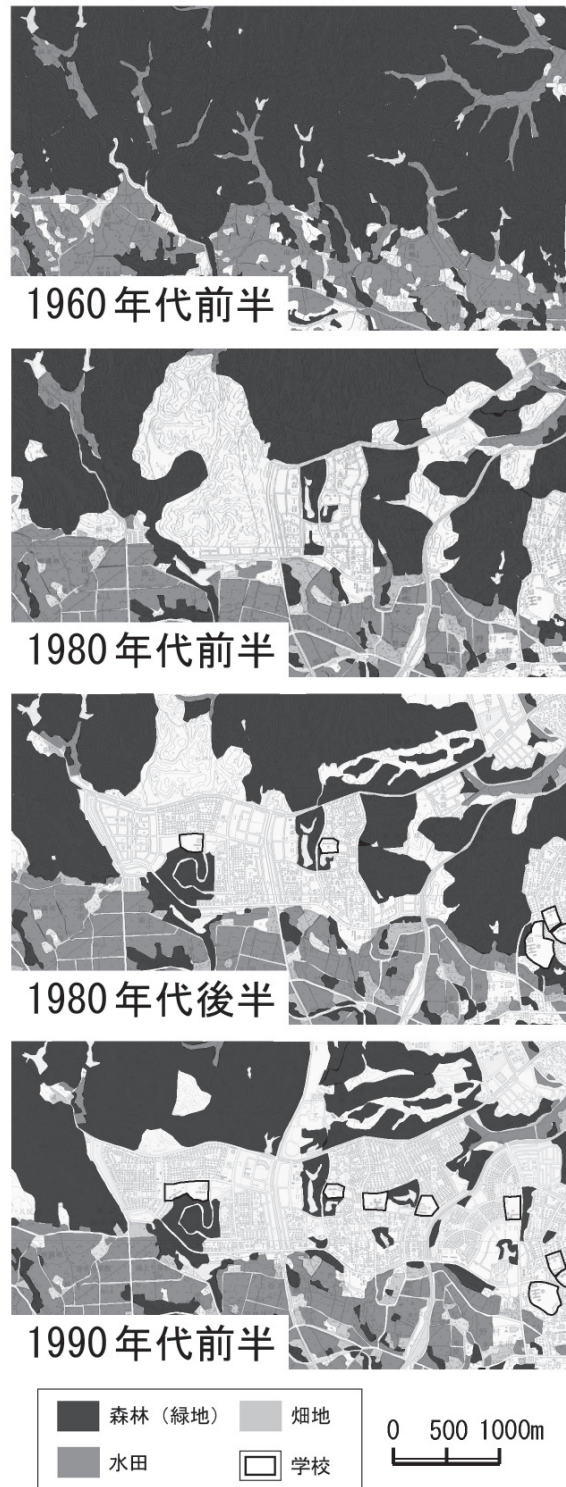 1960年代前半
1980年代前半
1980年代後半
1990年代前半
森林（緑地）
畑地
水田
学校
0 500 1000m